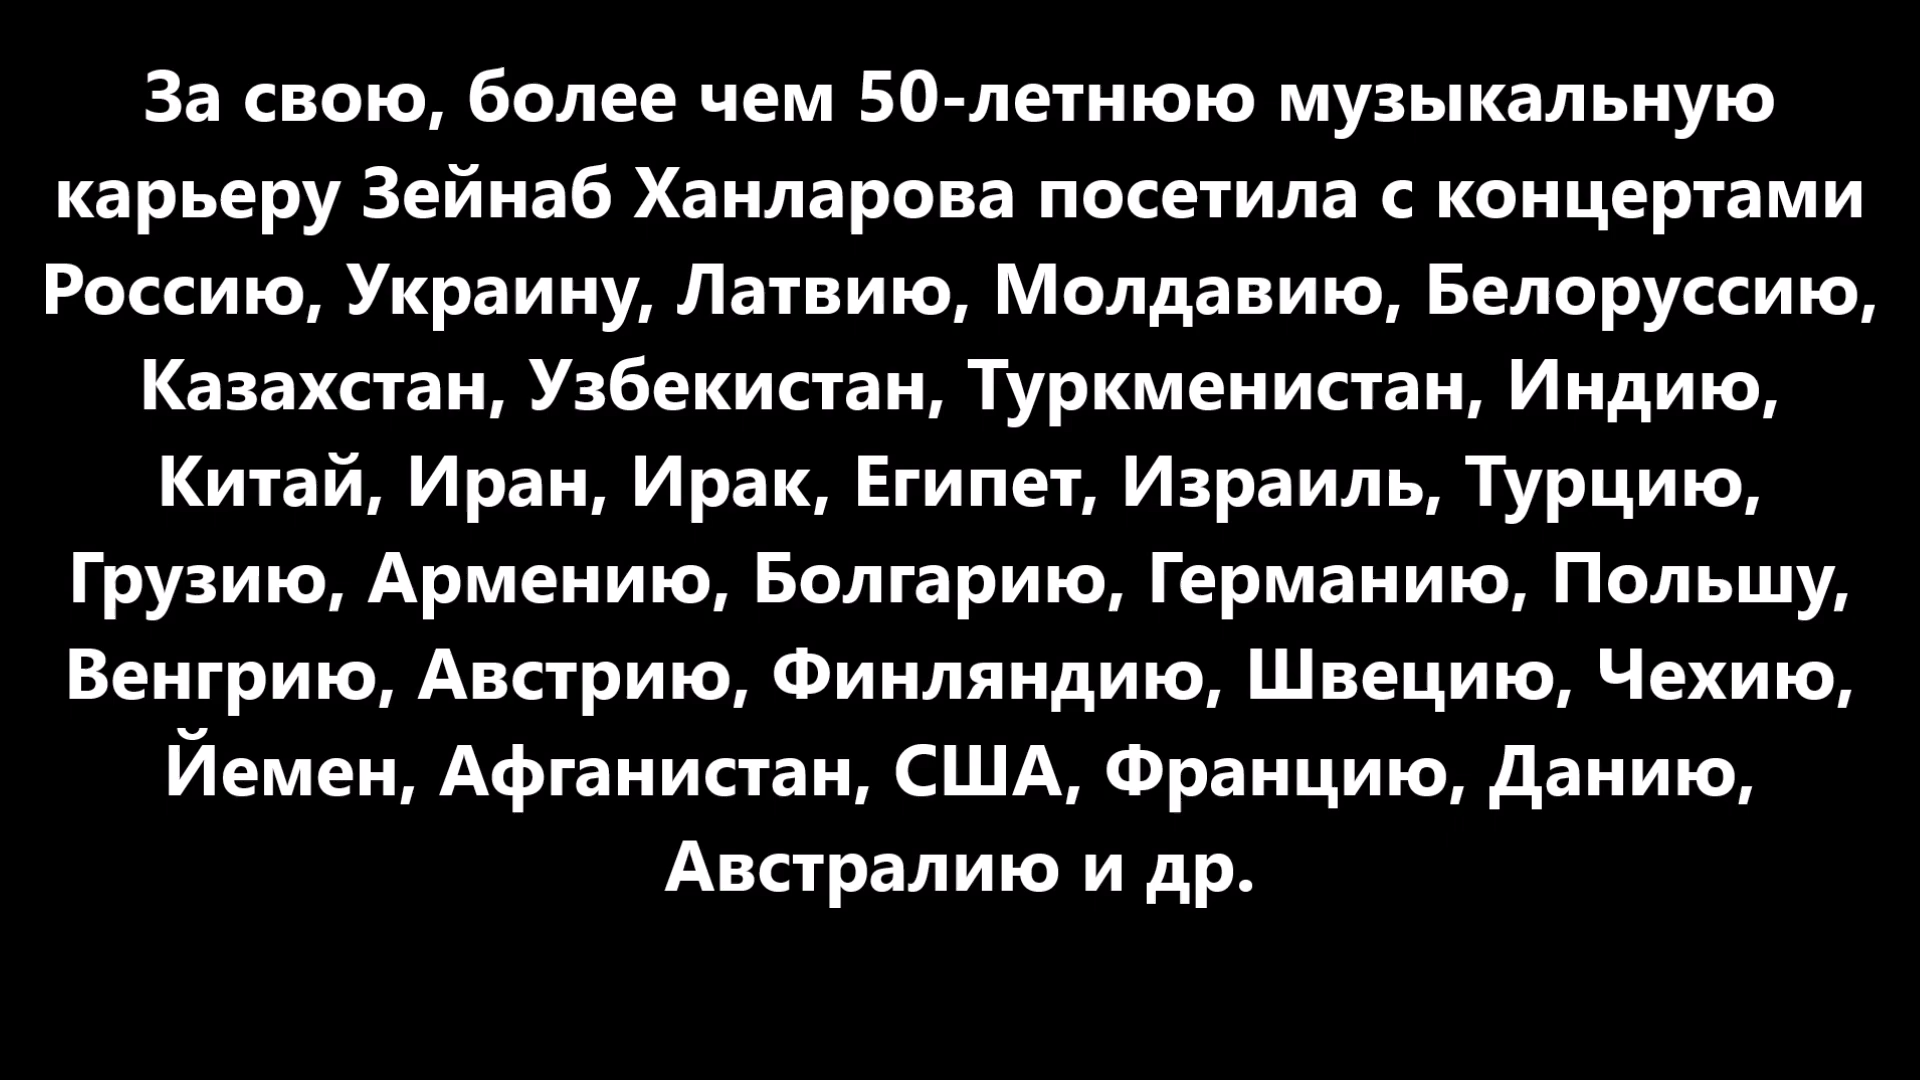 За свою, более чем 50-летнюю музыкальную
карьеру Зейнаб Ханларова посетила с концертами
Россию, Украину, Латвию, Молдавию, Белоруссию,
Казахстан, Узбекистан, Туркменистан, Индию,
Китай, Иран, Ирак, Египет, Израиль, Турцию,
Грузию, Армению, Болгарию, Германию, Польшу,
Венгрию, Австрию, Финляндию, Швецию, Чехию,
Йемен, Афганистан, США, Францию, Данию,
Австралию и др.